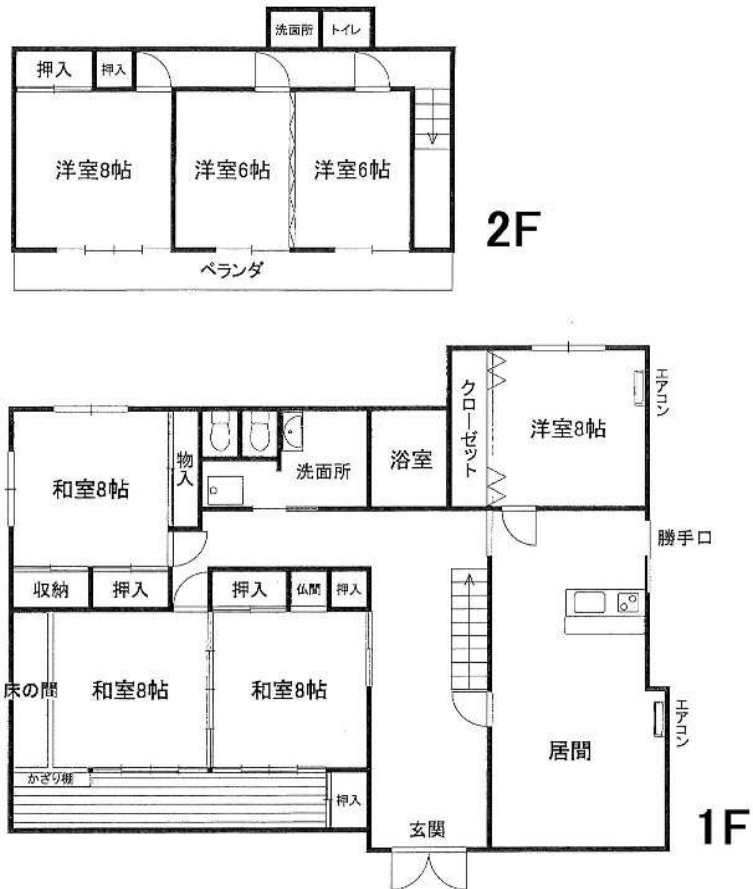 洗面所
トイレ
押入
押入
洋室8帖
洋室6帖
洋室6帖
2F
ベランダ
クローゼット
洋室8帖
エアコン
和室8帖
物入
洗面所
浴室
勝手口
収納
押入
押入
仏間
押入
床の間
和室8帖
和室8帖
居間
エアコン
かざり棚
押入
玄関
1F